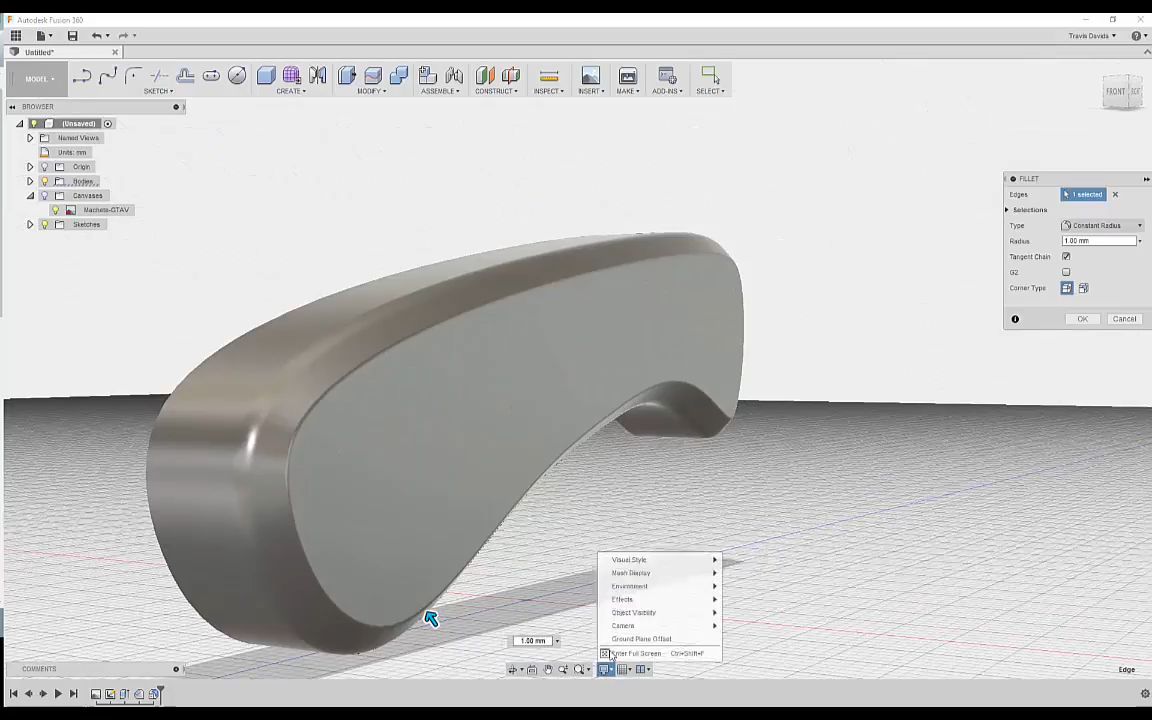 Autodesk Fusion 360
Travis Davids
Untitled*
MODEL
SKETCH
CREATE
MODIFY
ASSEMBLE
CONSTRUCT
INSPECT
INSERT
MAKE
ADD-INS
SELECT
BROWSER
(Unsaved)
Named Views
Units: mm
Origin
Bodies
Canvases
Machete-GTAV
Sketches
FRONT
TOP
FILLET
Edges
1 selected
Selections
Type
Constant Radius
Radius
1.00 mm
Tangent Chain
G2
Corner Type
OK
Cancel
Visual Style
Mesh Display
Environment
Effects
Object Visibility
Camera
Ground Plane Offset
Enter Full Screen Ctrl+Shift+F
1.00 mm
COMMENTS
Edge